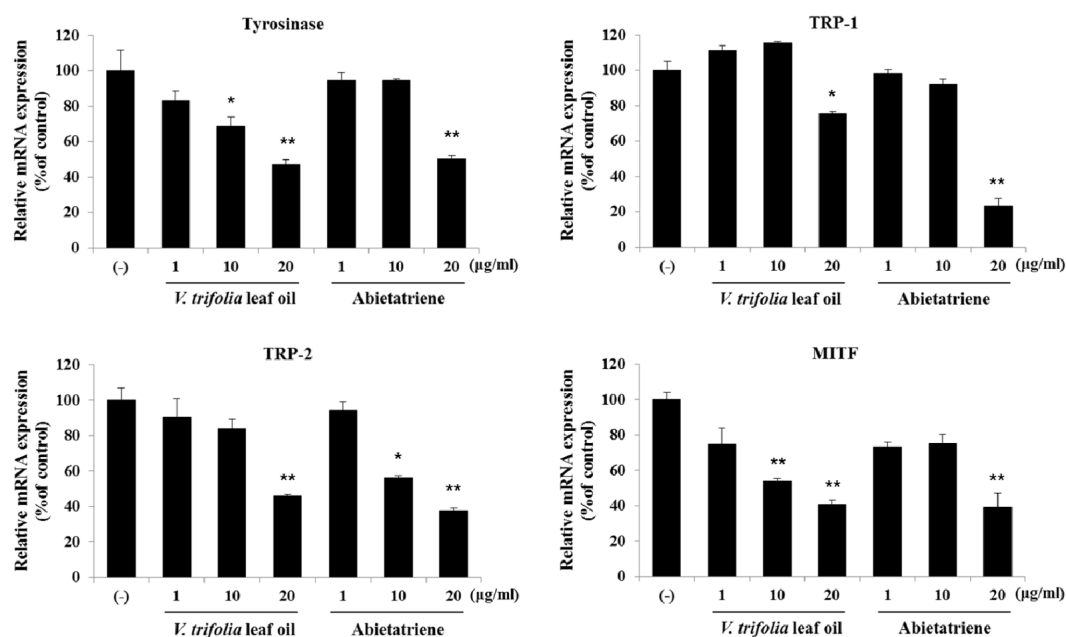 Tyrosinase
Relative mRNA expression
(%of control)
120
100
80
60
40
20
0
* ** **
(-) 1 10 20 1 10 20 (µg/ml)
V. trifolia leaf oil Abietatriene
TRP-1
Relative mRNA expression
(%of control)
120
100
80
60
40
20
0
* **
(-) 1 10 20 1 10 20 (µg/ml)
V. trifolia leaf oil Abietatriene
TRP-2
Relative mRNA expression
(%of control)
120
100
80
60
40
20
0
** * **
(-) 1 10 20 1 10 20
V. trifolia leaf oil Abietatriene
MITF
Relative mRNA expression
(%of control)
120
100
80
60
40
20
0
** ** **
(-) 1 10 20 1 10 20 (µg/ml)
V. trifolia leaf oil Abietatriene